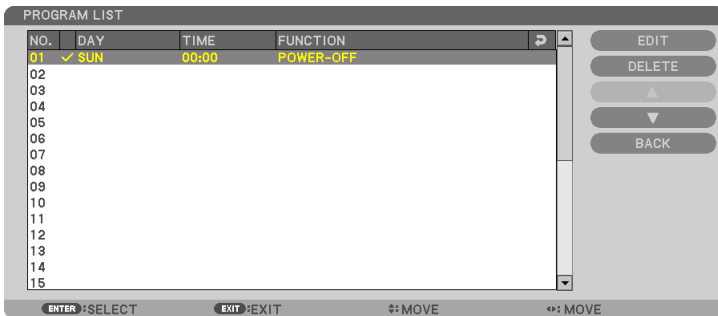 PROGRAM LIST
NO. DAY TIME FUNCTION
01 ✓ SUN 00:00 POWER-OFF
02
03
04
05
06
07
08
09
10
11
12
13
14
15
EDIT
DELETE
▲
▼
BACK
ENTER :SELECT EXIT :EXIT :MOVE :MOVE